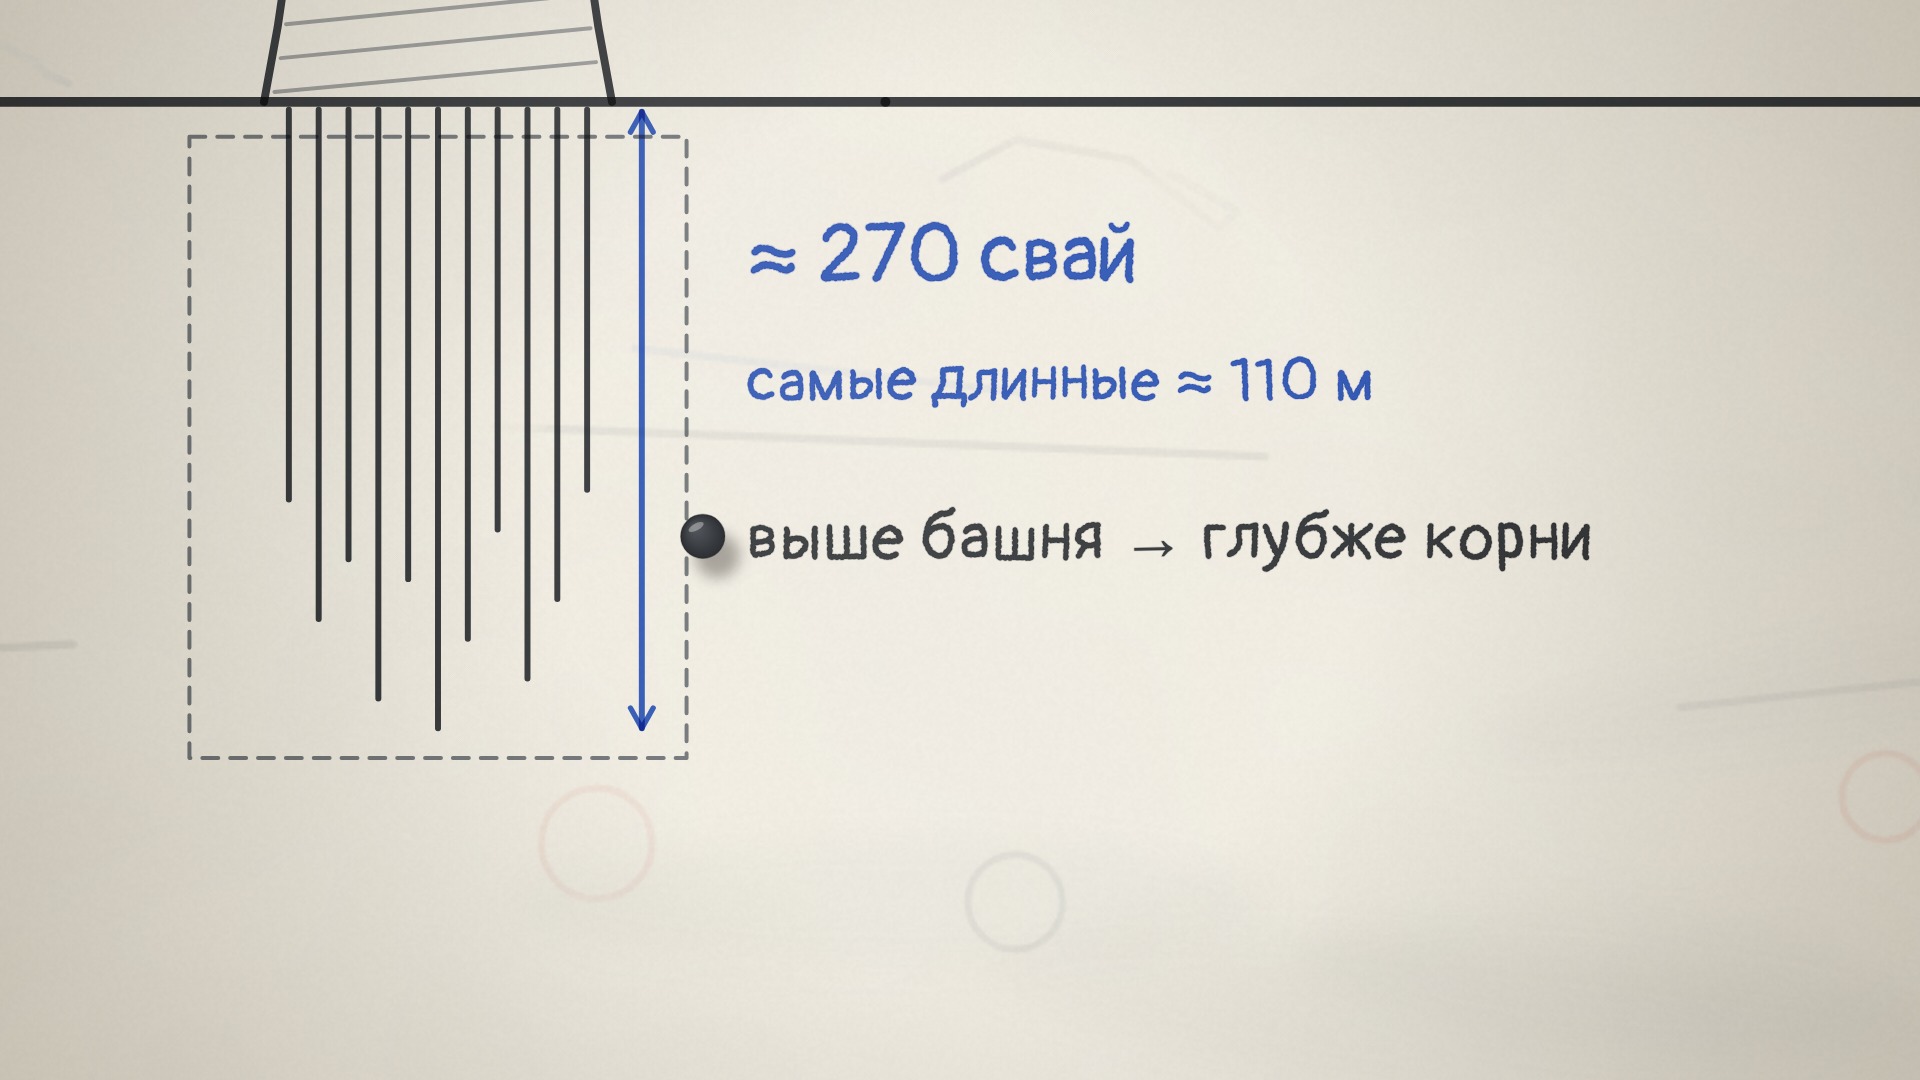 ≈ 270 свай
самые длинные ≈ 110 м
выше башня → глубже корни